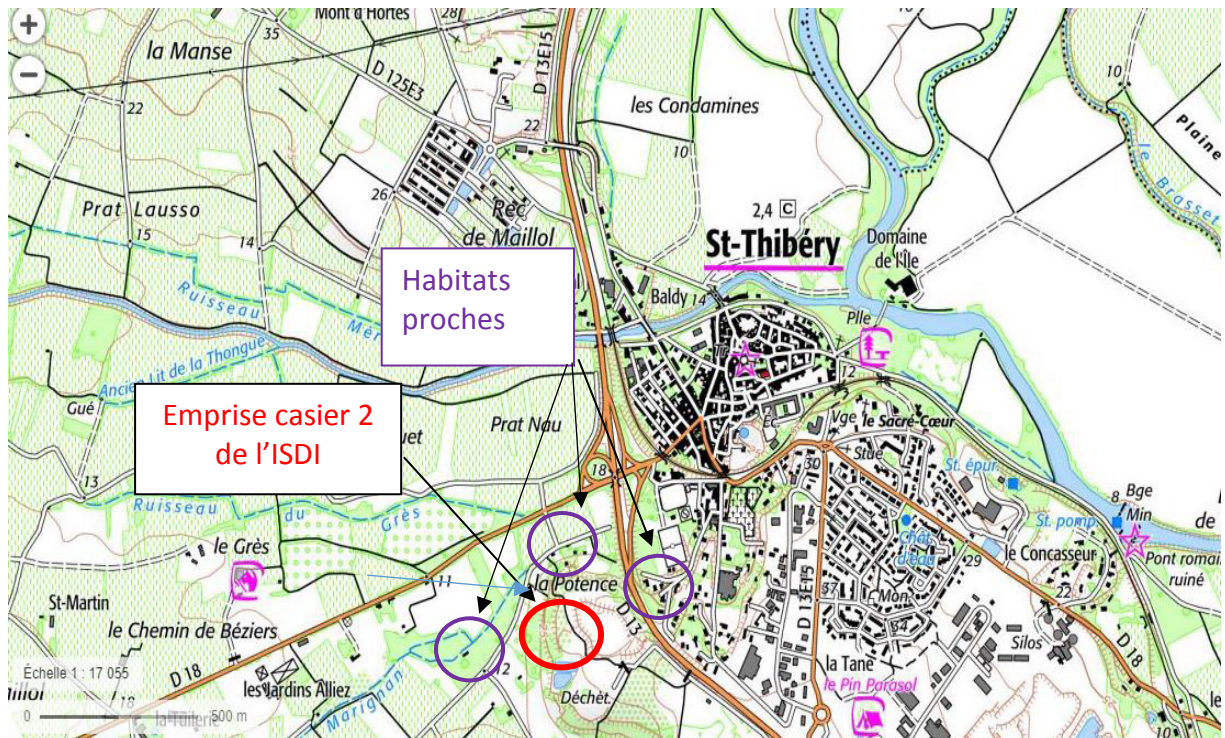 +
−
Mont d'Hortes
28
35
la Manse
D 125E3
D 13E15
22
22
les Condamines
10
10
10
Plaine
le Brasset
26
Prat Lausso
15
14
Rec
de Maillol
2,4 C
St-Thibéry
Domaine
de l'Île
Habitats
proches
Baldy
14
Plle
Ruisseau
Ancien Lit de la Thongue
Gué
12
Emprise casier 2
de l'ISDI
Prat Nau
Ec.
Vge
le Sacré-Cœur
Stue
30
18
13
Ruisseau du Grès
St. épur.
8
Bge
Min
St. pomp.
Chât.
d'eau
le Concasseur
Pont romain
ruiné
29
22
le Grès
la Potence
11
D 13
37
D 13E15
Mon.
34
St-Martin
le Chemin de Béziers
Silos
D 18
la Tane
le Pin Parasol
Échelle 1 : 17 055
D 18
les Jardins Alliez
12
Déchèt.
Marignan
0
500 m
la Tuilerie
18
10